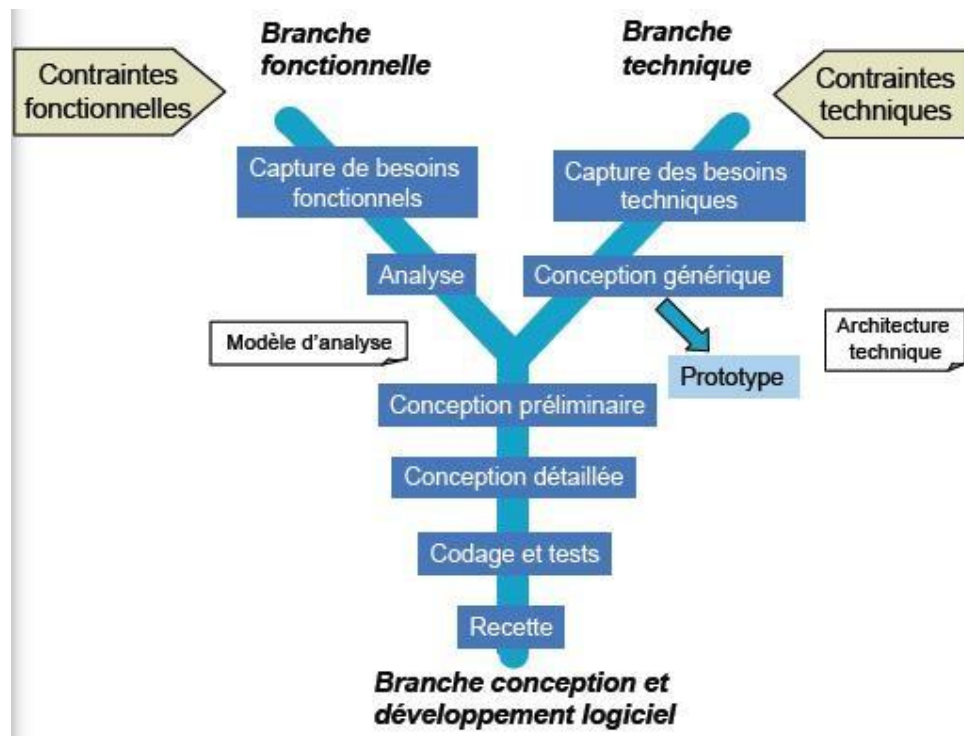 Branche
fonctionnelle
Branche
technique
Contraintes
fonctionnelles
Contraintes
techniques
Capture de besoins
fonctionnels
Capture des besoins
techniques
Analyse
Conception générique
Modèle d'analyse
Architecture
technique
Prototype
Conception préliminaire
Conception détaillée
Codage et tests
Recette
Branche conception et
développement logiciel